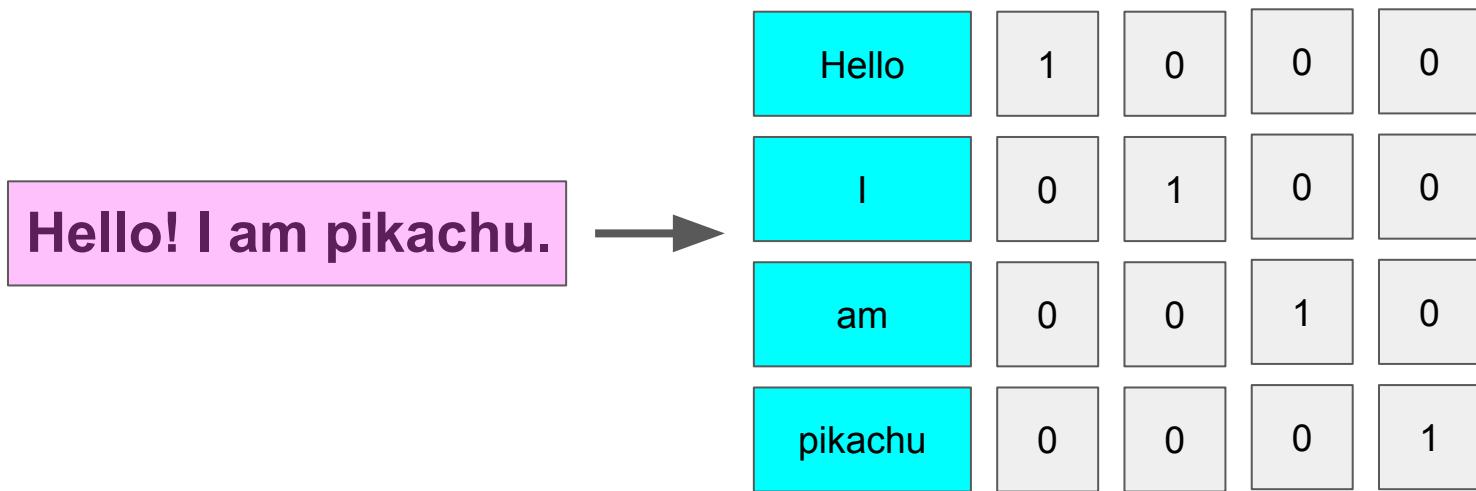 Hello! I am pikachu.
Hello 1 0 0 0
I 0 1 0 0
am 0 0 1 0
pikachu 0 0 0 1